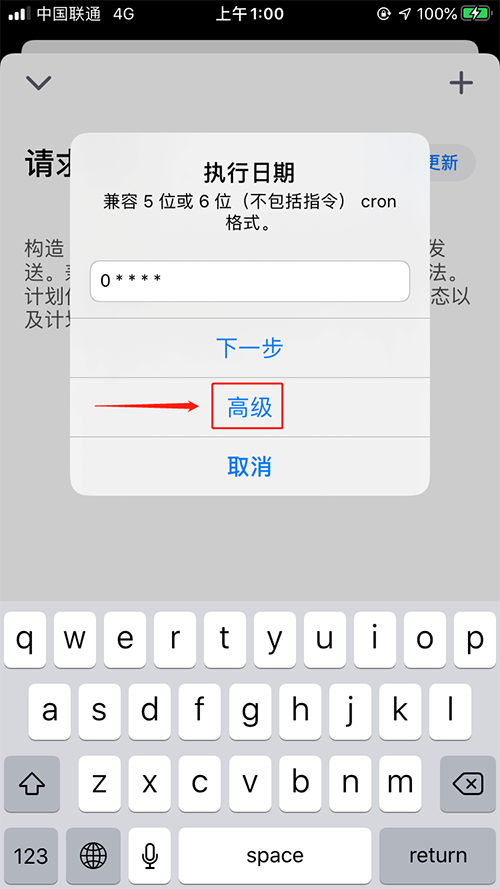 中国联通 4G 上午1:00 100%
请求 更新
执行日期
兼容 5 位或 6 位（不包括指令） cron
格式。
构造 发
送。 法。
计划 态以
及计
0 * * * *
下一步
高级
取消
q w e r t y u i o p
a s d f g h j k l
z x c v b n m
123 space return